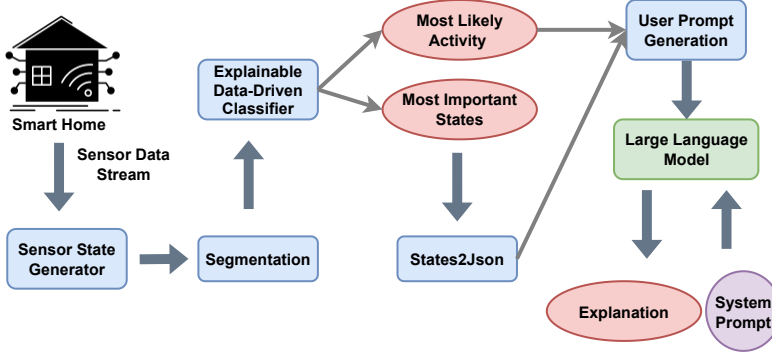 Smart Home
Sensor Data
Stream
Sensor State
Generator
Segmentation
Explainable
Data-Driven
Classifier
Most Likely
Activity
Most Important
States
States2Json
User Prompt
Generation
Large Language
Model
Explanation
System
Prompt